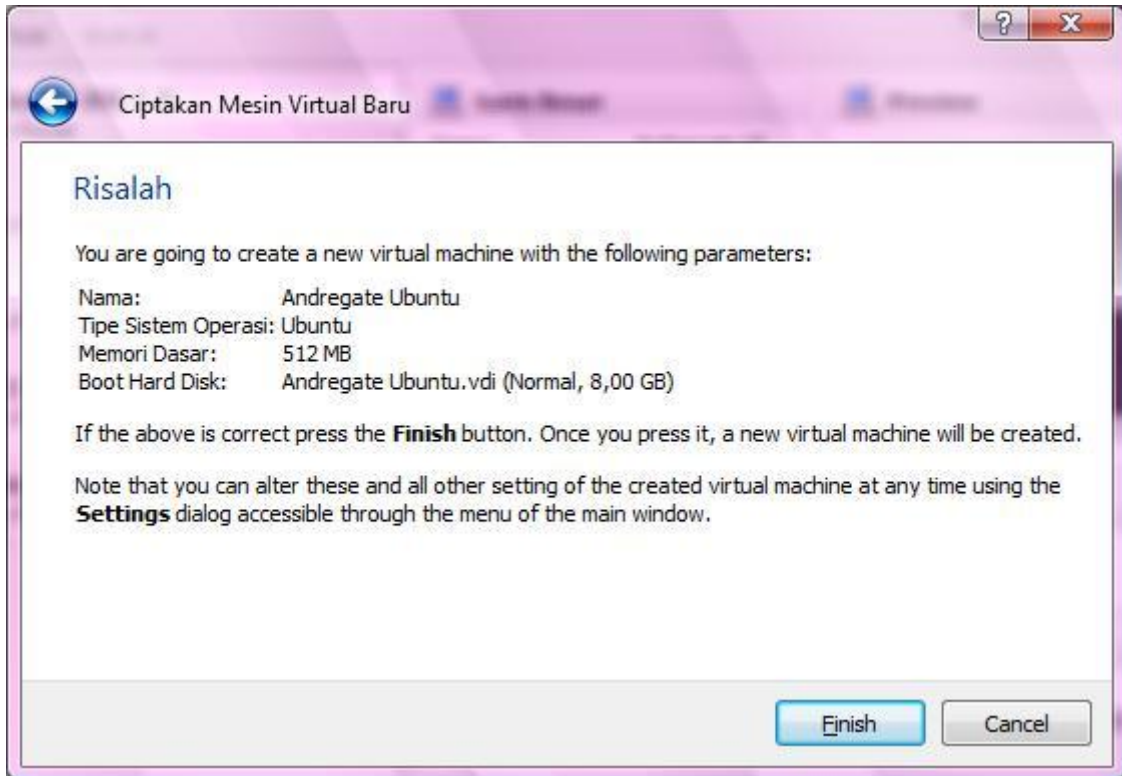 Ciptakan Mesin Virtual Baru
Risalah
You are going to create a new virtual machine with the following parameters:
Nama: Andregate Ubuntu
Tipe Sistem Operasi: Ubuntu
Memori Dasar: 512 MB
Boot Hard Disk: Andregate Ubuntu.vdi (Normal, 8,00 GB)
If the above is correct press the Finish button. Once you press it, a new virtual machine will be created.
Note that you can alter these and all other setting of the created virtual machine at any time using the
Settings dialog accessible through the menu of the main window.
Finish Cancel